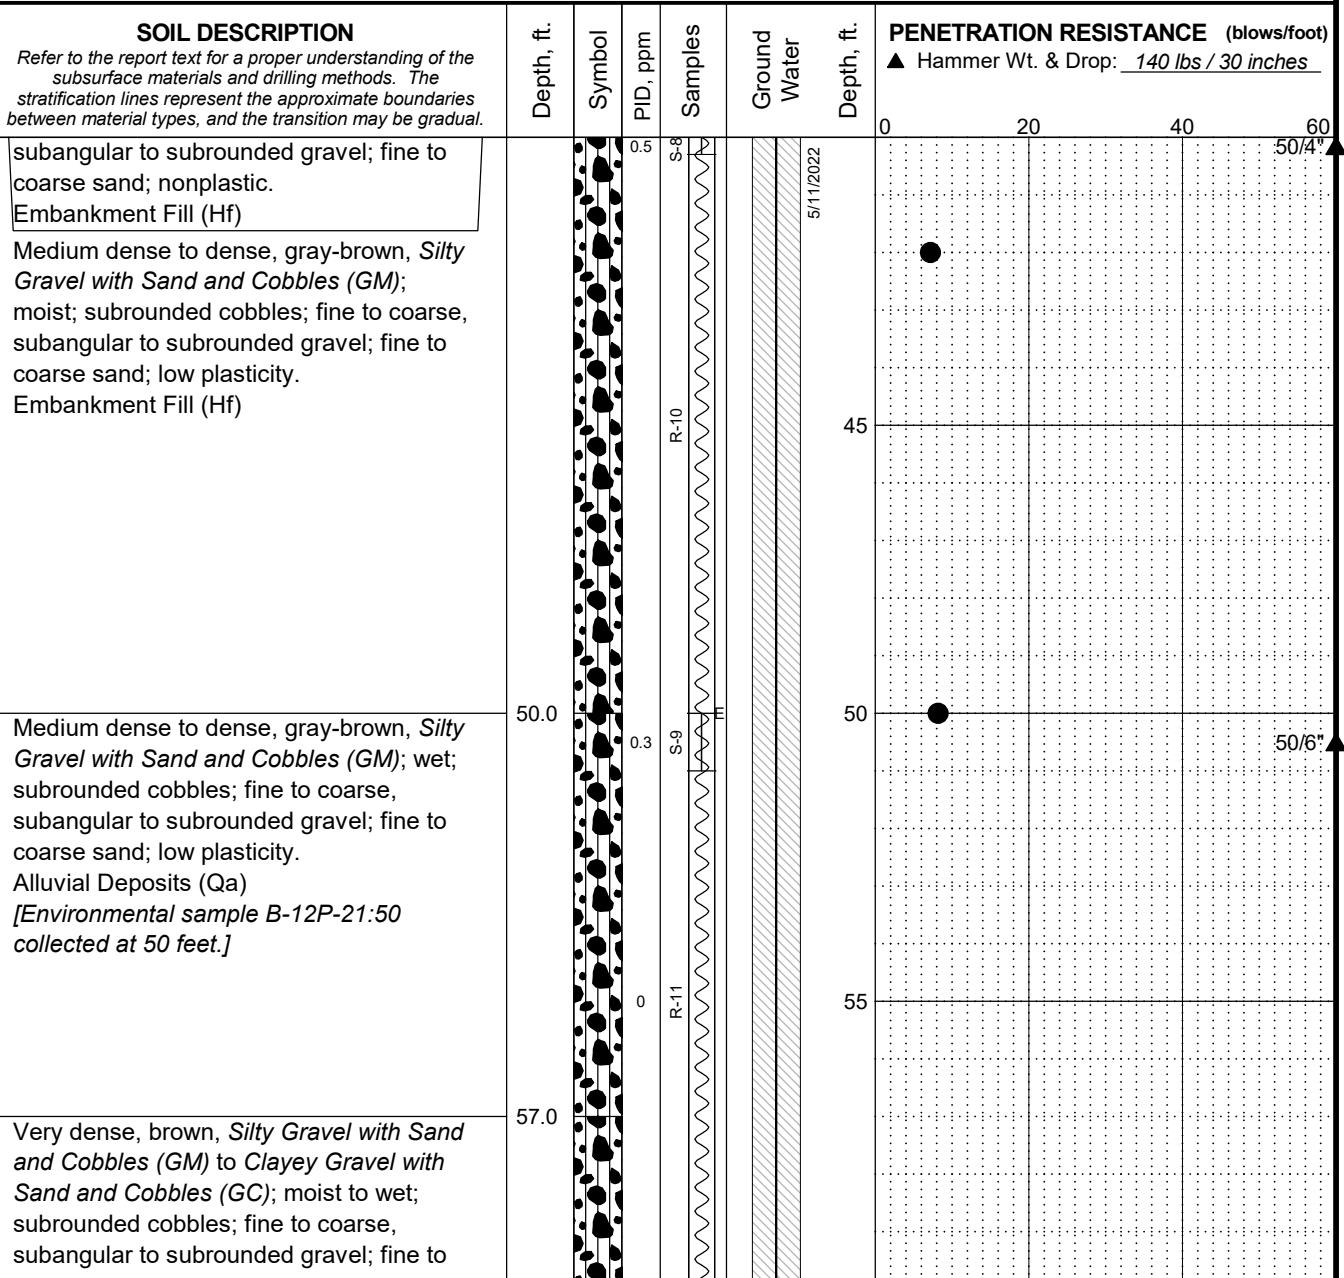 SOIL DESCRIPTION
Refer to the report text for a proper understanding of the
subsurface materials and drilling methods. The
stratification lines represent the approximate boundaries
between material types, and the transition may be gradual.
Depth, ft.
Symbol
PID, ppm
Samples
Ground
Water
Depth, ft.
PENETRATION RESISTANCE (blows/foot)
▲ Hammer Wt. & Drop: 140 lbs / 30 inches
0 20 40 60
subangular to subrounded gravel; fine to
coarse sand; nonplastic.
Embankment Fill (Hf)
0.5
S-8
5/11/2022
50/4"
Medium dense to dense, gray-brown, Silty
Gravel with Sand and Cobbles (GM);
moist; subrounded cobbles; fine to coarse,
subangular to subrounded gravel; fine to
coarse sand; low plasticity.
Embankment Fill (Hf)
R-10
45
50.0
E
50
Medium dense to dense, gray-brown, Silty
Gravel with Sand and Cobbles (GM); wet;
subrounded cobbles; fine to coarse,
subangular to subrounded gravel; fine to
coarse sand; low plasticity.
Alluvial Deposits (Qa)
[Environmental sample B-12P-21:50
collected at 50 feet.]
0.3
S-9
50/6"
0
R-11
55
57.0
Very dense, brown, Silty Gravel with Sand
and Cobbles (GM) to Clayey Gravel with
Sand and Cobbles (GC); moist to wet;
subrounded cobbles; fine to coarse,
subangular to subrounded gravel; fine to